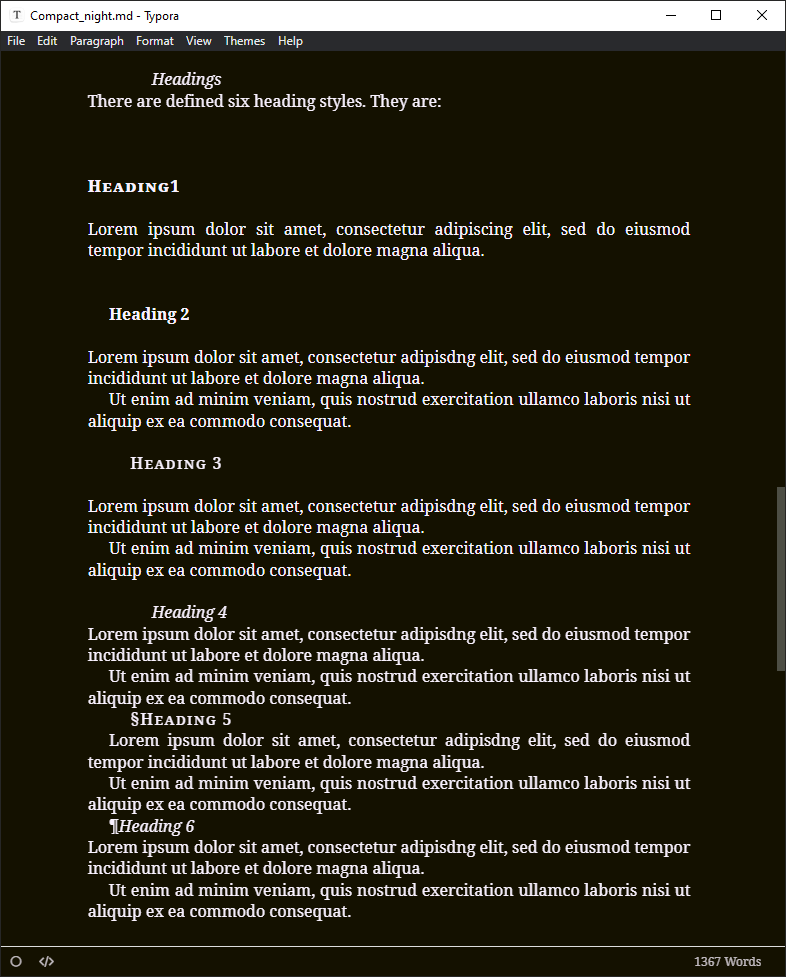 Compact_night.md - Typora
File Edit Paragraph Format View Themes Help
Headings
There are defined six heading styles. They are:
HEADING1
Lorem ipsum dolor sit amet, consectetur adipiscing elit, sed do eiusmod
tempor incididunt ut labore et dolore magna aliqua.
Heading 2
Lorem ipsum dolor sit amet, consectetur adipisdng elit, sed do eiusmod tempor
incididunt ut labore et dolore magna aliqua.
Ut enim ad minim veniam, quis nostrud exercitation ullamco laboris nisi ut
aliquip ex ea commodo consequat.
HEADING 3
Lorem ipsum dolor sit amet, consectetur adipisdng elit, sed do eiusmod tempor
incididunt ut labore et dolore magna aliqua.
Ut enim ad minim veniam, quis nostrud exercitation ullamco laboris nisi ut
aliquip ex ea commodo consequat.
Heading 4
Lorem ipsum dolor sit amet, consectetur adipisdng elit, sed do eiusmod tempor
incididunt ut labore et dolore magna aliqua.
Ut enim ad minim veniam, quis nostrud exercitation ullamco laboris nisi ut
aliquip ex ea commodo consequat.
§HEADING 5
Lorem ipsum dolor sit amet, consectetur adipisdng elit, sed do eiusmod
tempor incididunt ut labore et dolore magna aliqua.
Ut enim ad minim veniam, quis nostrud exercitation ullamco laboris nisi ut
aliquip ex ea commodo consequat.
¶Heading 6
Lorem ipsum dolor sit amet, consectetur adipisdng elit, sed do eiusmod tempor
incididunt ut labore et dolore magna aliqua.
Ut enim ad minim veniam, quis nostrud exercitation ullamco laboris nisi ut
aliquip ex ea commodo consequat.
1367 Words